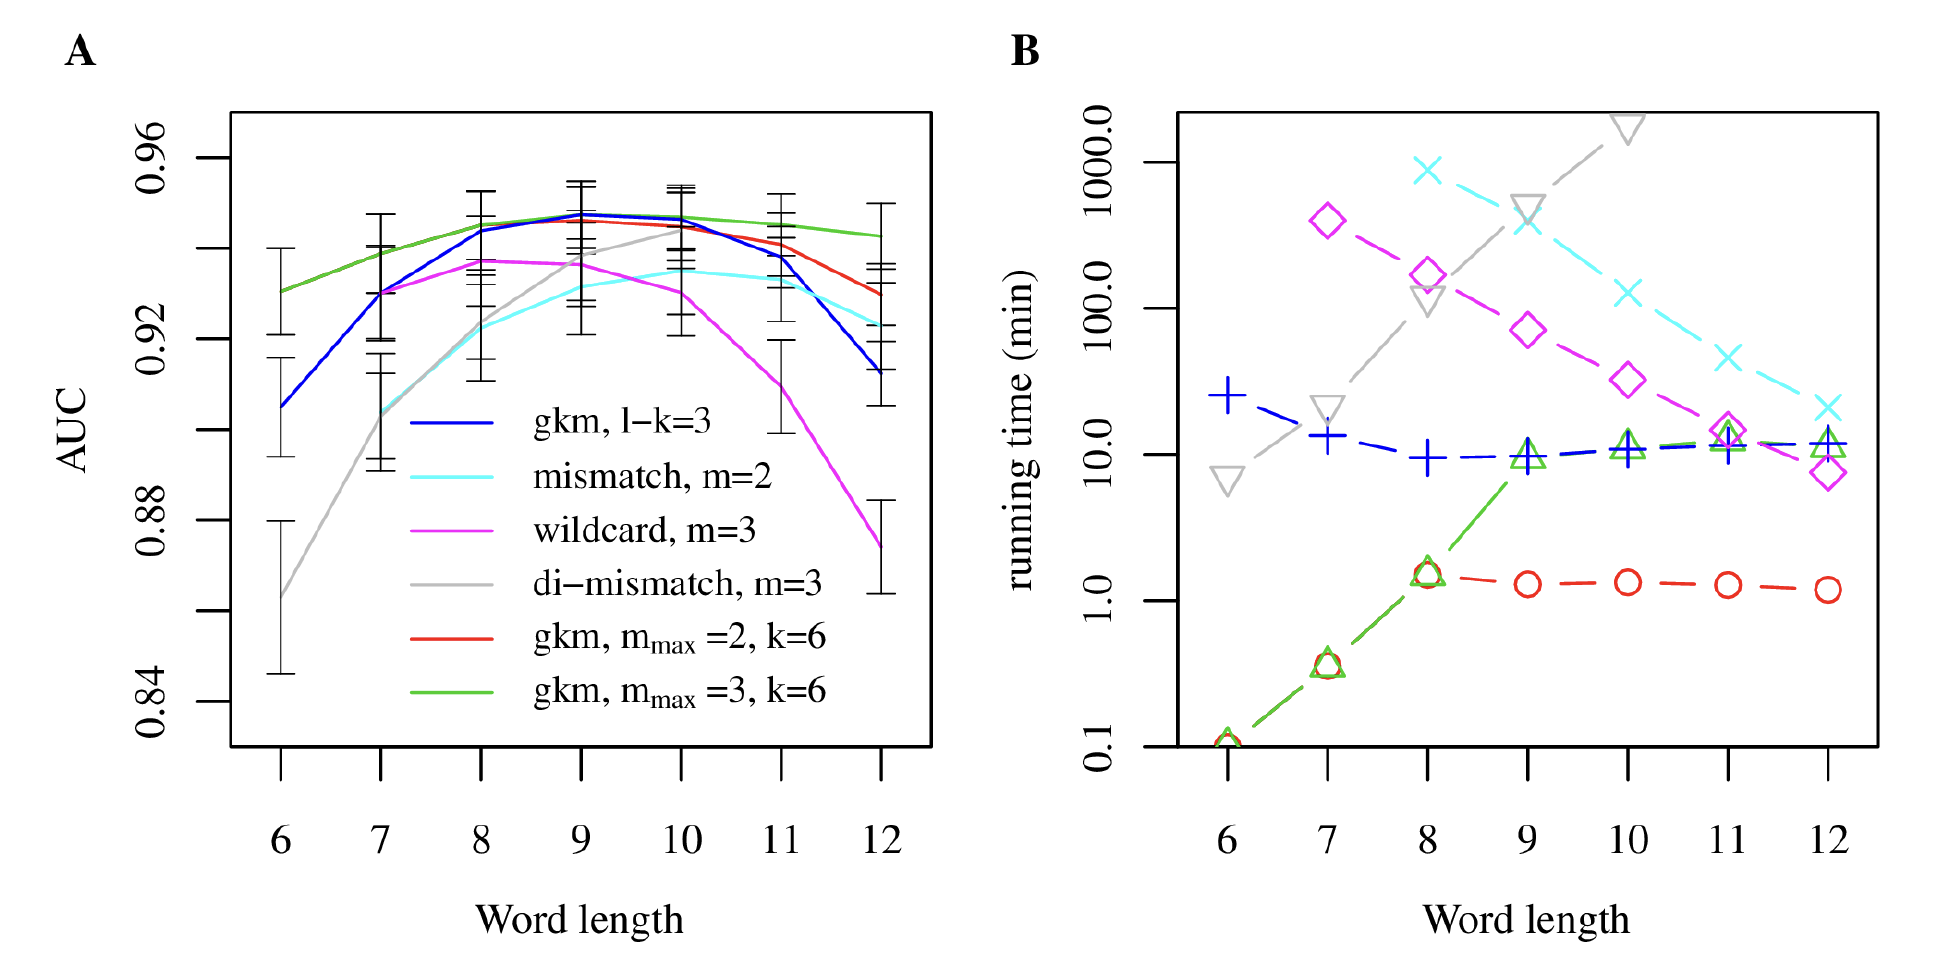 A
B
0.96
0.92
0.88
0.84
AUC
gkm, l−k=3
mismatch, m=2
wildcard, m=3
di−mismatch, m=3
gkm, mmax =2, k=6
gkm, mmax =3, k=6
6 7 8 9 10 11 12
Word length
1000.0
100.0
10.0
1.0
0.1
running time (min)
6 7 8 9 10 11 12
Word length